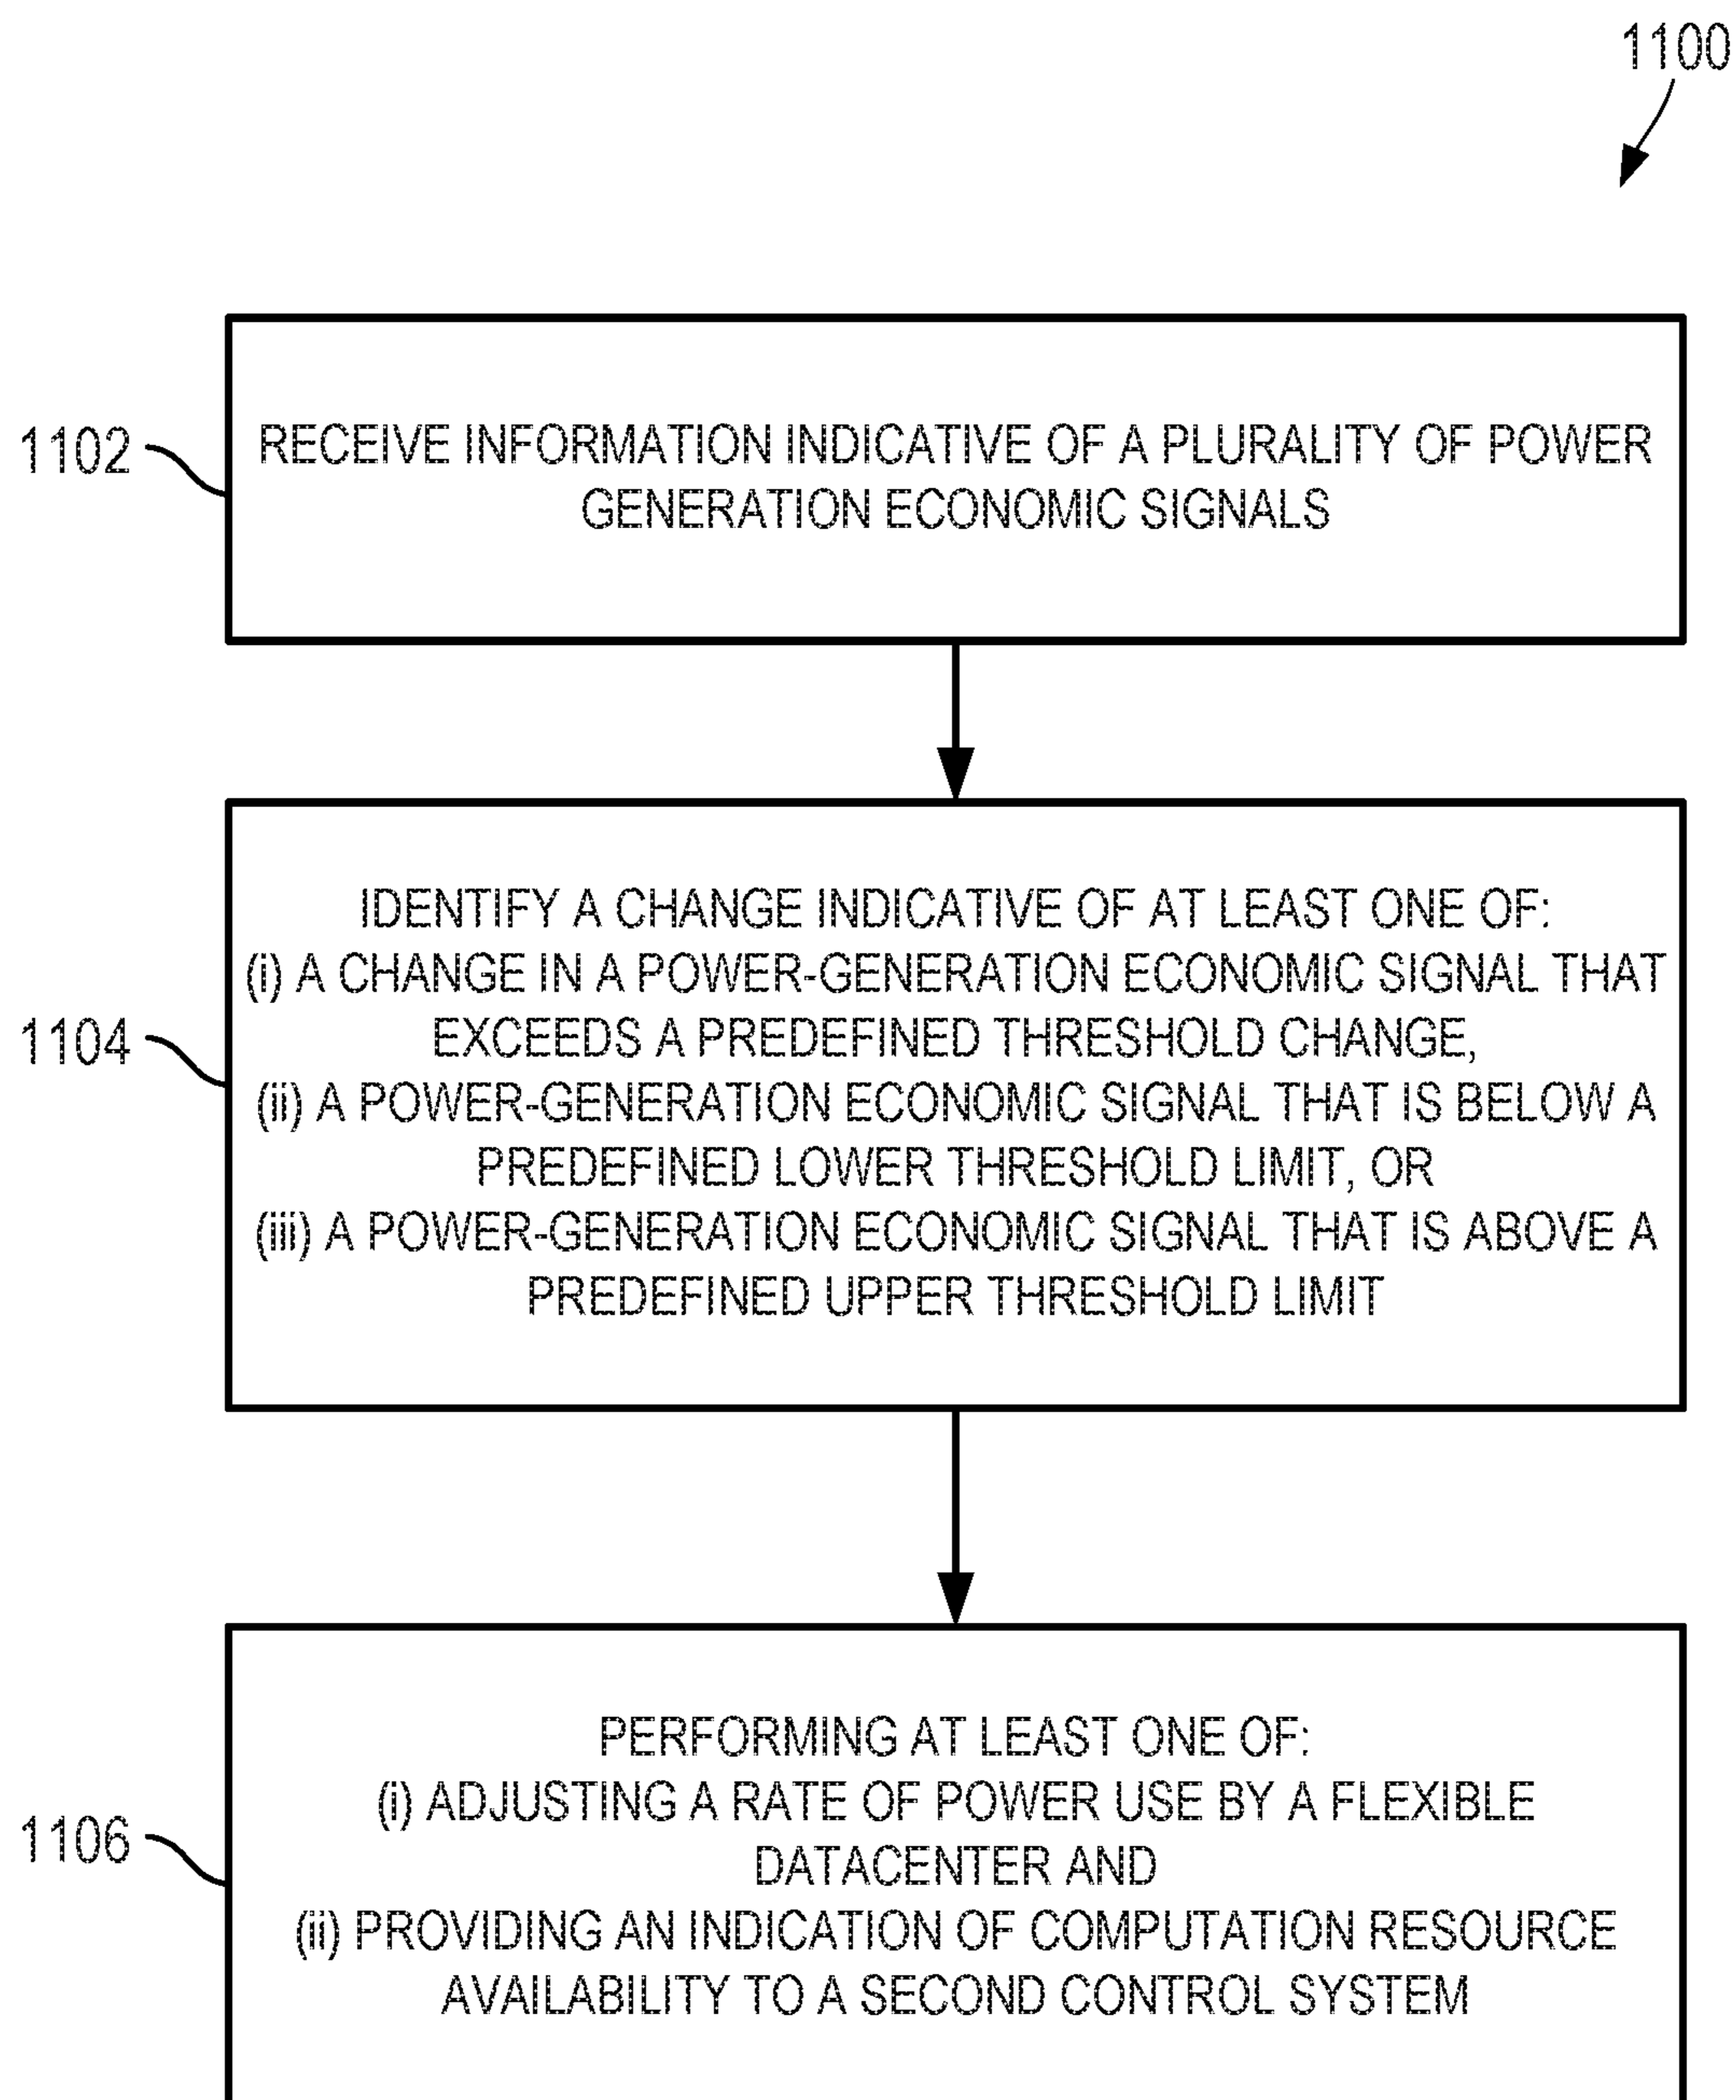 1100
1102
RECEIVE INFORMATION INDICATIVE OF A PLURALITY OF POWER
GENERATION ECONOMIC SIGNALS
1104
IDENTIFY A CHANGE INDICATIVE OF AT LEAST ONE OF:
(i) A CHANGE IN A POWER-GENERATION ECONOMIC SIGNAL THAT
EXCEEDS A PREDEFINED THRESHOLD CHANGE,
(ii) A POWER-GENERATION ECONOMIC SIGNAL THAT IS BELOW A
PREDEFINED LOWER THRESHOLD LIMIT, OR
(iii) A POWER-GENERATION ECONOMIC SIGNAL THAT IS ABOVE A
PREDEFINED UPPER THRESHOLD LIMIT
1106
PERFORMING AT LEAST ONE OF:
(i) ADJUSTING A RATE OF POWER USE BY A FLEXIBLE
DATACENTER AND
(ii) PROVIDING AN INDICATION OF COMPUTATION RESOURCE
AVAILABILITY TO A SECOND CONTROL SYSTEM